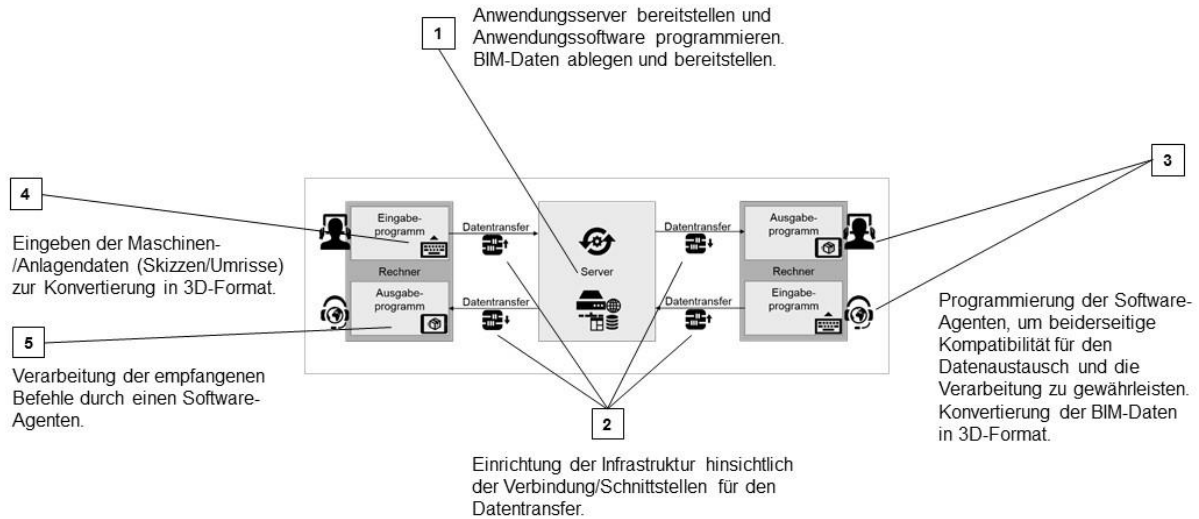 1
Anwendungsserver bereitstellen und
Anwendungssoftware programmieren.
BIM-Daten ablegen und bereitstellen.
3
4
Eingeben der Maschinen-
/Anlagendaten (Skizzen/Umrisse)
zur Konvertierung in 3D-Format.
5
Verarbeitung der empfangenen
Befehle durch einen Software-
Agenten.
Eingabe-
programm
Rechner
Ausgabe-
programm
Datentransfer
Datentransfer
Server
Datentransfer
Datentransfer
Ausgabe-
programm
Rechner
Eingabe-
programm
Programmierung der Software-
Agenten, um beiderseitige
Kompatibilität für den
Datenaustausch und die
Verarbeitung zu gewährleisten.
Konvertierung der BIM-Daten
in 3D-Format.
2
Einrichtung der Infrastruktur hinsichtlich
der Verbindung/Schnittstellen für den
Datentransfer.